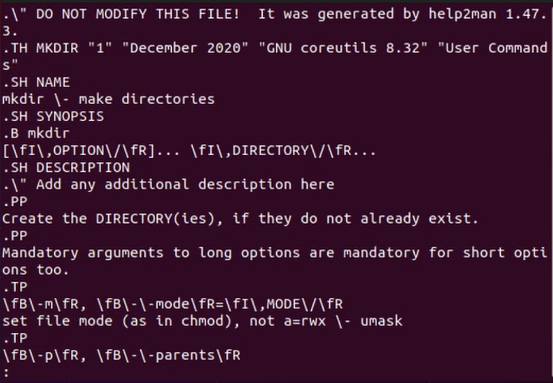 .\" DO NOT MODIFY THIS FILE!  It was generated by help2man 1.47.
3.
.TH MKDIR "1" "December 2020" "GNU coreutils 8.32" "User Command
s"
.SH NAME
mkdir \- make directories
.SH SYNOPSIS
.B mkdir
[\fI\,OPTION\/\fR]... \fI\,DIRECTORY\/\fR...
.SH DESCRIPTION
.\" Add any additional description here
.PP
Create the DIRECTORY(ies), if they do not already exist.
.PP
Mandatory arguments to long options are mandatory for short opti
ons too.
.TP
\fB\-m\fR, \fB\-\-mode\fR=\fI\,MODE\/\fR
set file mode (as in chmod), not a=rwx \- umask
.TP
\fB\-p\fR, \fB\-\-parents\fR
: